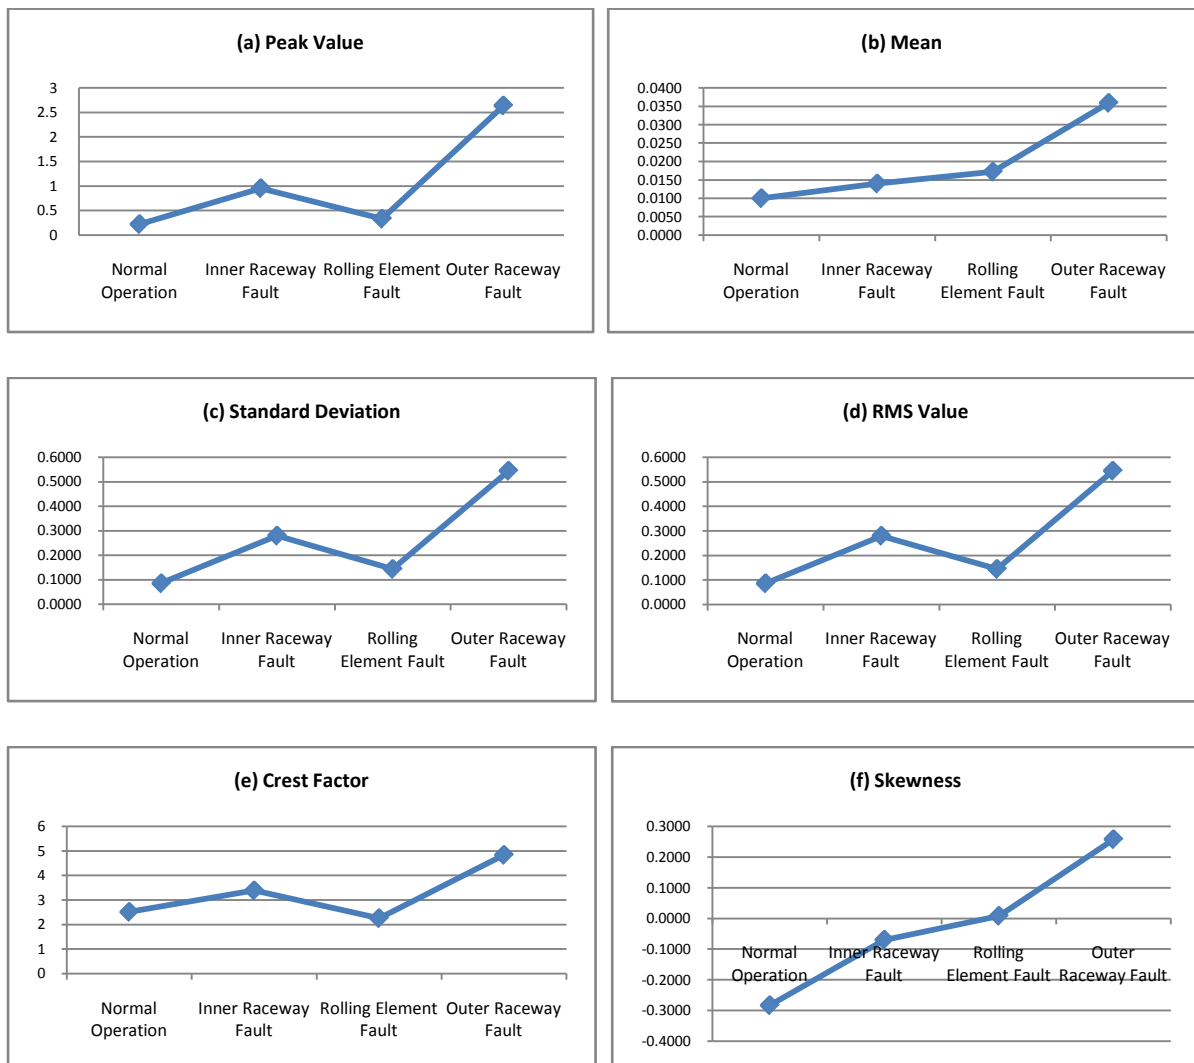 (a) Peak Value
3
2.5
2
1.5
1
0.5
0
Normal Operation
Inner Raceway Fault
Rolling Element Fault
Outer Raceway Fault
(b) Mean
0.0400
0.0350
0.0300
0.0250
0.0200
0.0150
0.0100
0.0050
0.0000
Normal Operation
Inner Raceway Fault
Rolling Element Fault
Outer Raceway Fault
(c) Standard Deviation
0.6000
0.5000
0.4000
0.3000
0.2000
0.1000
0.0000
Normal Operation
Inner Raceway Fault
Rolling Element Fault
Outer Raceway Fault
(d) RMS Value
0.6000
0.5000
0.4000
0.3000
0.2000
0.1000
0.0000
Normal Operation
Inner Raceway Fault
Rolling Element Fault
Outer Raceway Fault
(e) Crest Factor
6
5
4
3
2
1
0
Normal Operation
Inner Raceway Fault
Rolling Element Fault
Outer Raceway Fault
(f) Skewness
0.3000
0.2000
0.1000
0.0000
-0.1000
-0.2000
-0.3000
-0.4000
Normal Operation
Inner Raceway Fault
Rolling Element Fault
Outer Raceway Fault